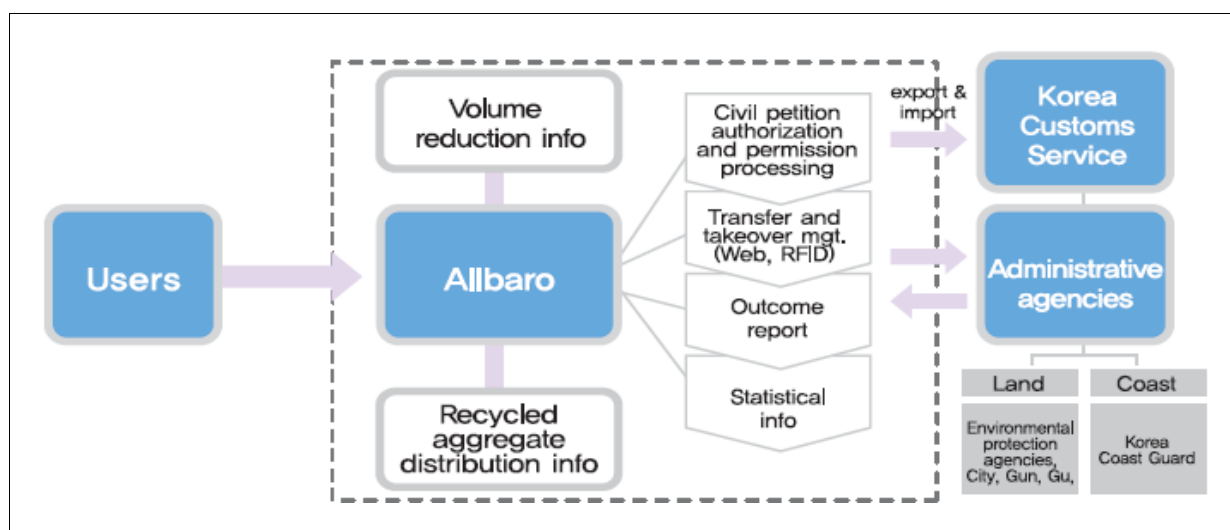 Users
Volume
reduction info
Allbaro
Recycled
aggregate
distribution info
Civil petition
authorization
and permission
processing
Transfer and
takeover mgt.
(Web, RFID)
Outcome
report
Statistical
info
export &
import
Korea
Customs
Service
Administrative
agencies
Land
Environmental
protection
agencies,
City, Gun, Gu,
Coast
Korea
Coast Guard